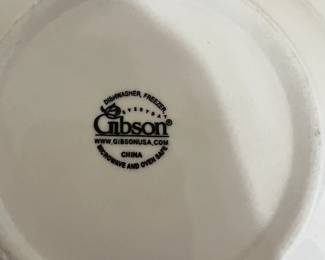 DISHWASHER, FREEZER,
EVERYDAY
Gibson®
WWW.GIBSONUSA.COM
CHINA
MICROWAVE AND OVEN SAFE